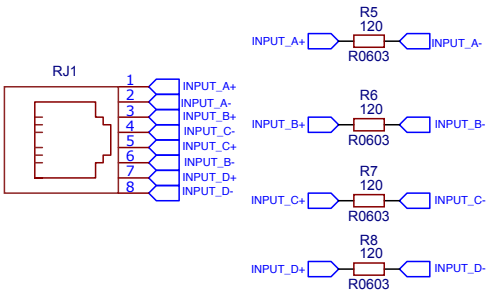 RJ1
1 INPUT_A+
2 INPUT_A-
3 INPUT_B+
4 INPUT_C-
5 INPUT_C+
6 INPUT_B-
7 INPUT_D+
8 INPUT_D-
R5
120
INPUT_A+ INPUT_A-
R0603
R6
120
INPUT_B+ INPUT_B-
R0603
R7
120
INPUT_C+ INPUT_C-
R0603
R8
120
INPUT_D+ INPUT_D-
R0603